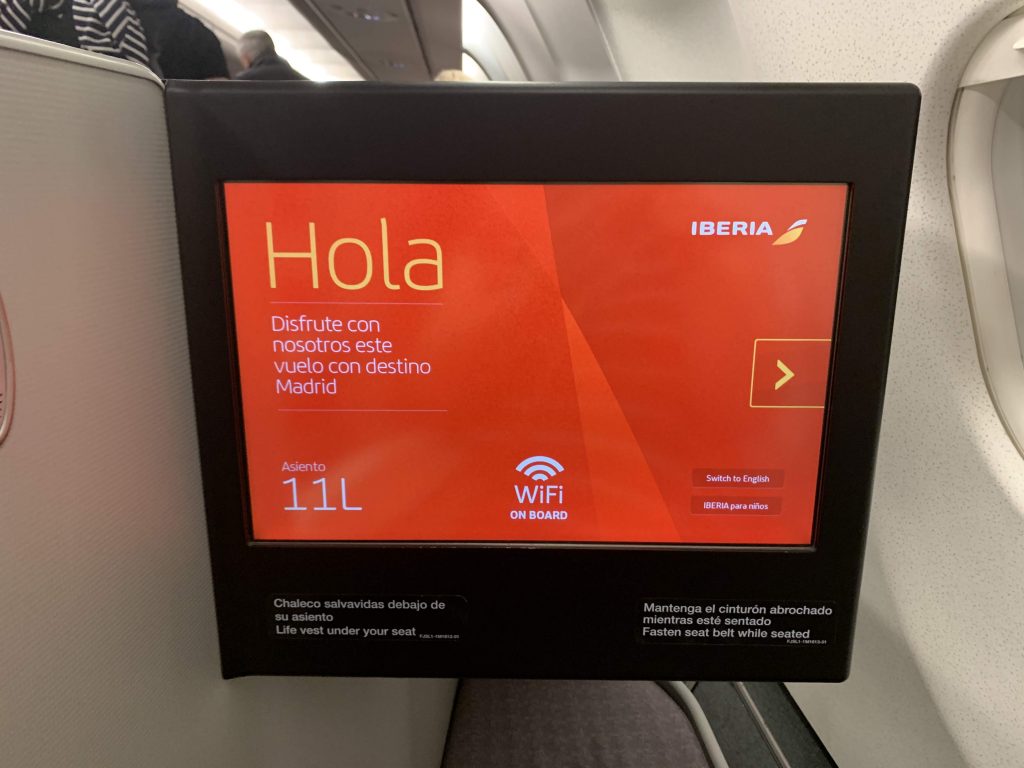 Hola
IBERIA
Disfrute con
nosotros este
vuelo con destino
Madrid
Asiento
11L
WiFi
ON BOARD
Switch to English
IBERIA para niños
Chaleco salvavidas debajo de
su asiento
Life vest under your seat
Mantenga el cinturón abrochado
mientras esté sentado
Fasten seat belt while seated